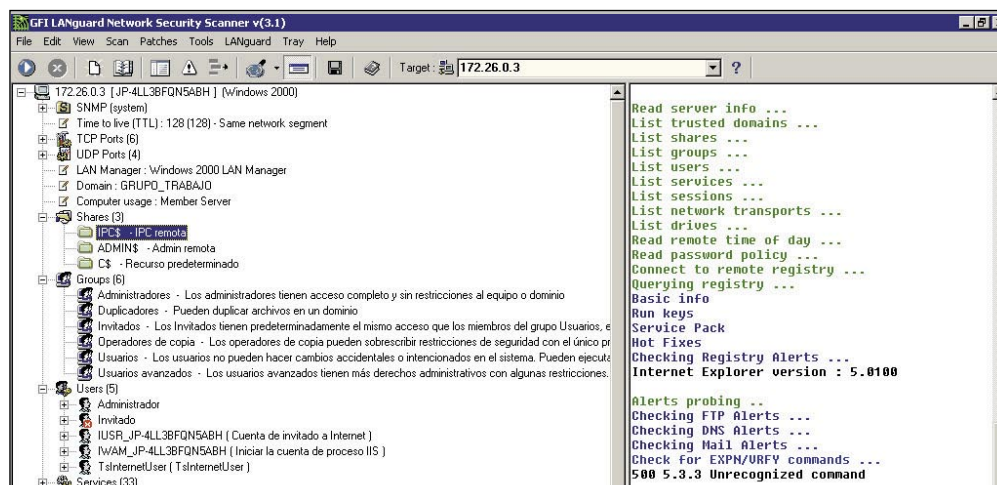 GFI LANguard Network Security Scanner v(3.1)
File Edit View Scan Patches Tools LANguard Tray Help
Target : 172.26.0.3
172.26.0.3 [ JP-4LL3BFQN5ABH ] (Windows 2000)
SNMP (system)
Time to live (TTL) : 128 (128) - Same network segment
TCP Ports (6)
UDP Ports (4)
LAN Manager : Windows 2000 LAN Manager
Domain : GRUPO_TRABAJO
Computer usage : Member Server
Shares (3)
IPC$ - IPC remota
ADMIN$ - Admin remota
C$ - Recurso predeterminado
Groups (6)
Administradores - Los administradores tienen acceso completo y sin restricciones al equipo o dominio
Duplicadores - Pueden duplicar archivos en un dominio
Invitados - Los Invitados tienen predeterminadamente el mismo acceso que los miembros del grupo Usuarios, e
Operadores de copia - Los operadores de copia pueden sobrescribir restricciones de seguridad con el único pr
Usuarios - Los usuarios no pueden hacer cambios accidentales o intencionados en el sistema. Pueden ejecuta
Usuarios avanzados - Los usuarios avanzados tienen más derechos administrativos con algunas restricciones.
Users (5)
Administrador
Invitado
IUSR_JP-4LL3BFQN5ABH ( Cuenta de invitado a Internet )
IWAM_JP-4LL3BFQN5ABH ( Iniciar la cuenta de proceso IIS )
TsInternetUser ( TsInternetUser )
Services (33)
Read server info ...
List trusted domains ...
List shares ...
List groups ...
List users ...
List services ...
List sessions ...
List network transports ...
List drives ...
Read remote time of day ...
Read password policy ...
Connect to remote registry ...
Querying registry ...
Basic info
Run keys
Service Pack
Hot Fixes
Checking Registry Alerts ...
Internet Explorer version : 5.0100
Alerts probing ..
Checking FTP Alerts ...
Checking DNS Alerts ...
Checking Mail Alerts ...
Check for EXPN/VRFY commands ...
500 5.3.3 Unrecognized command